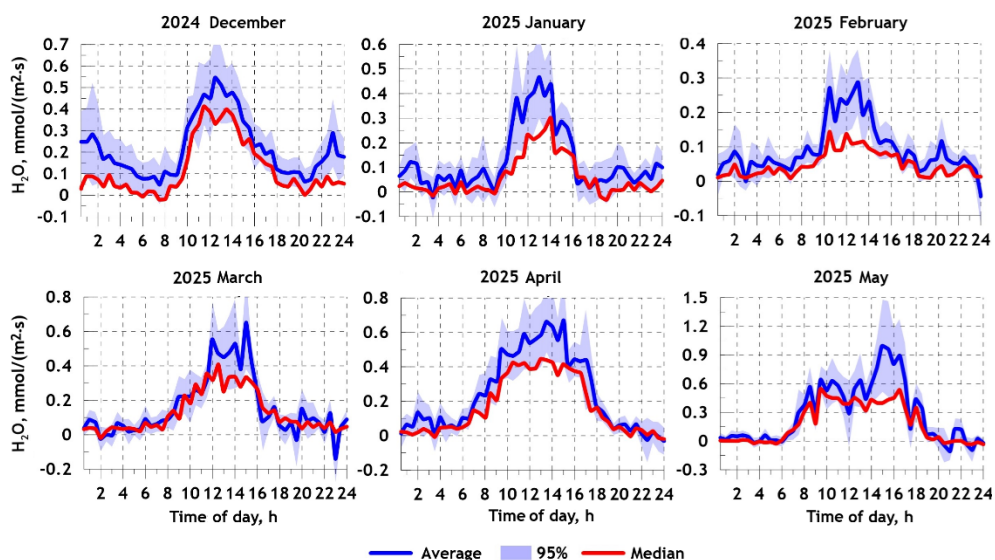 2024 December
2025 January
2025 February
H₂O, mmol/(m²·s)
0.7
0.6
0.5
0.4
0.3
0.2
0.1
0
-0.1
2 4 6 8 10 12 14 16 18 20 22 24
0.6
0.5
0.4
0.3
0.2
0.1
0
-0.1
2 4 6 8 10 12 14 16 18 20 22 24
0.4
0.3
0.2
0.1
0
-0.1
2 4 6 8 10 12 14 16 18 20 22 24
2025 March
2025 April
2025 May
H₂O, mmol/(m²·s)
0.8
0.6
0.4
0.2
0
-0.2
2 4 6 8 10 12 14 16 18 20 22 24
Time of day, h
0.8
0.6
0.4
0.2
0
-0.2
2 4 6 8 10 12 14 16 18 20 22 24
Time of day, h
1.5
1.2
0.9
0.6
0.3
0
-0.3
2 4 6 8 10 12 14 16 18 20 22 24
Time of day, h
Average 95% Median